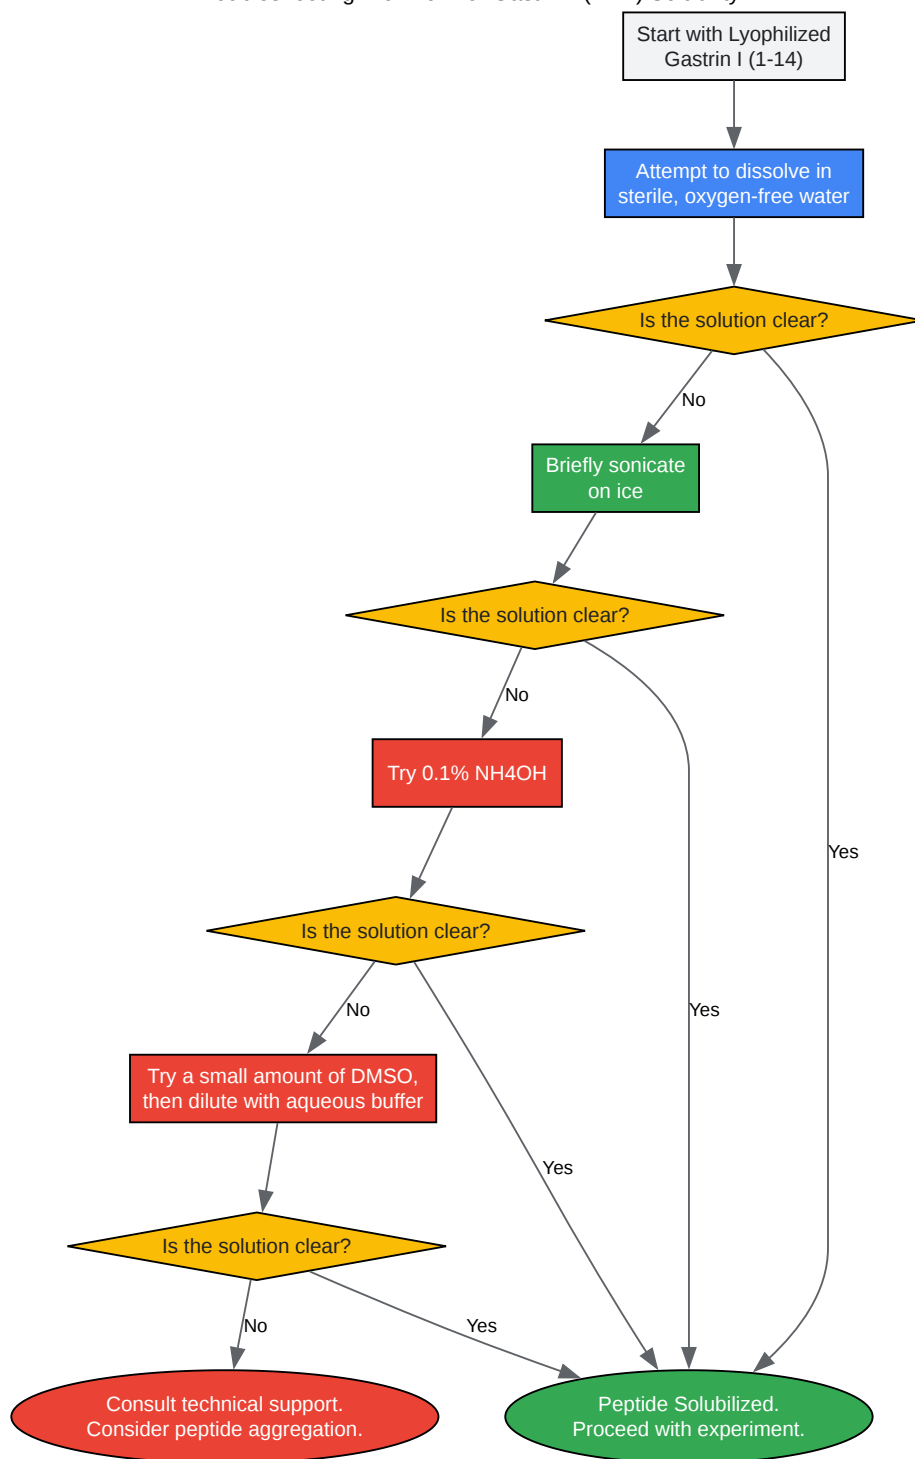 Start with Lyophilized
Gastrin I (1-14)
Attempt to dissolve in
sterile, oxygen-free water
Is the solution clear?
No
Briefly sonicate
on ice
Is the solution clear?
No
Try 0.1% NH4OH
Yes
Is the solution clear?
No
Yes
Try a small amount of DMSO,
then dilute with aqueous buffer
Yes
Is the solution clear?
No
Yes
Consult technical support.
Consider peptide aggregation.
Peptide Solubilized.
Proceed with experiment.